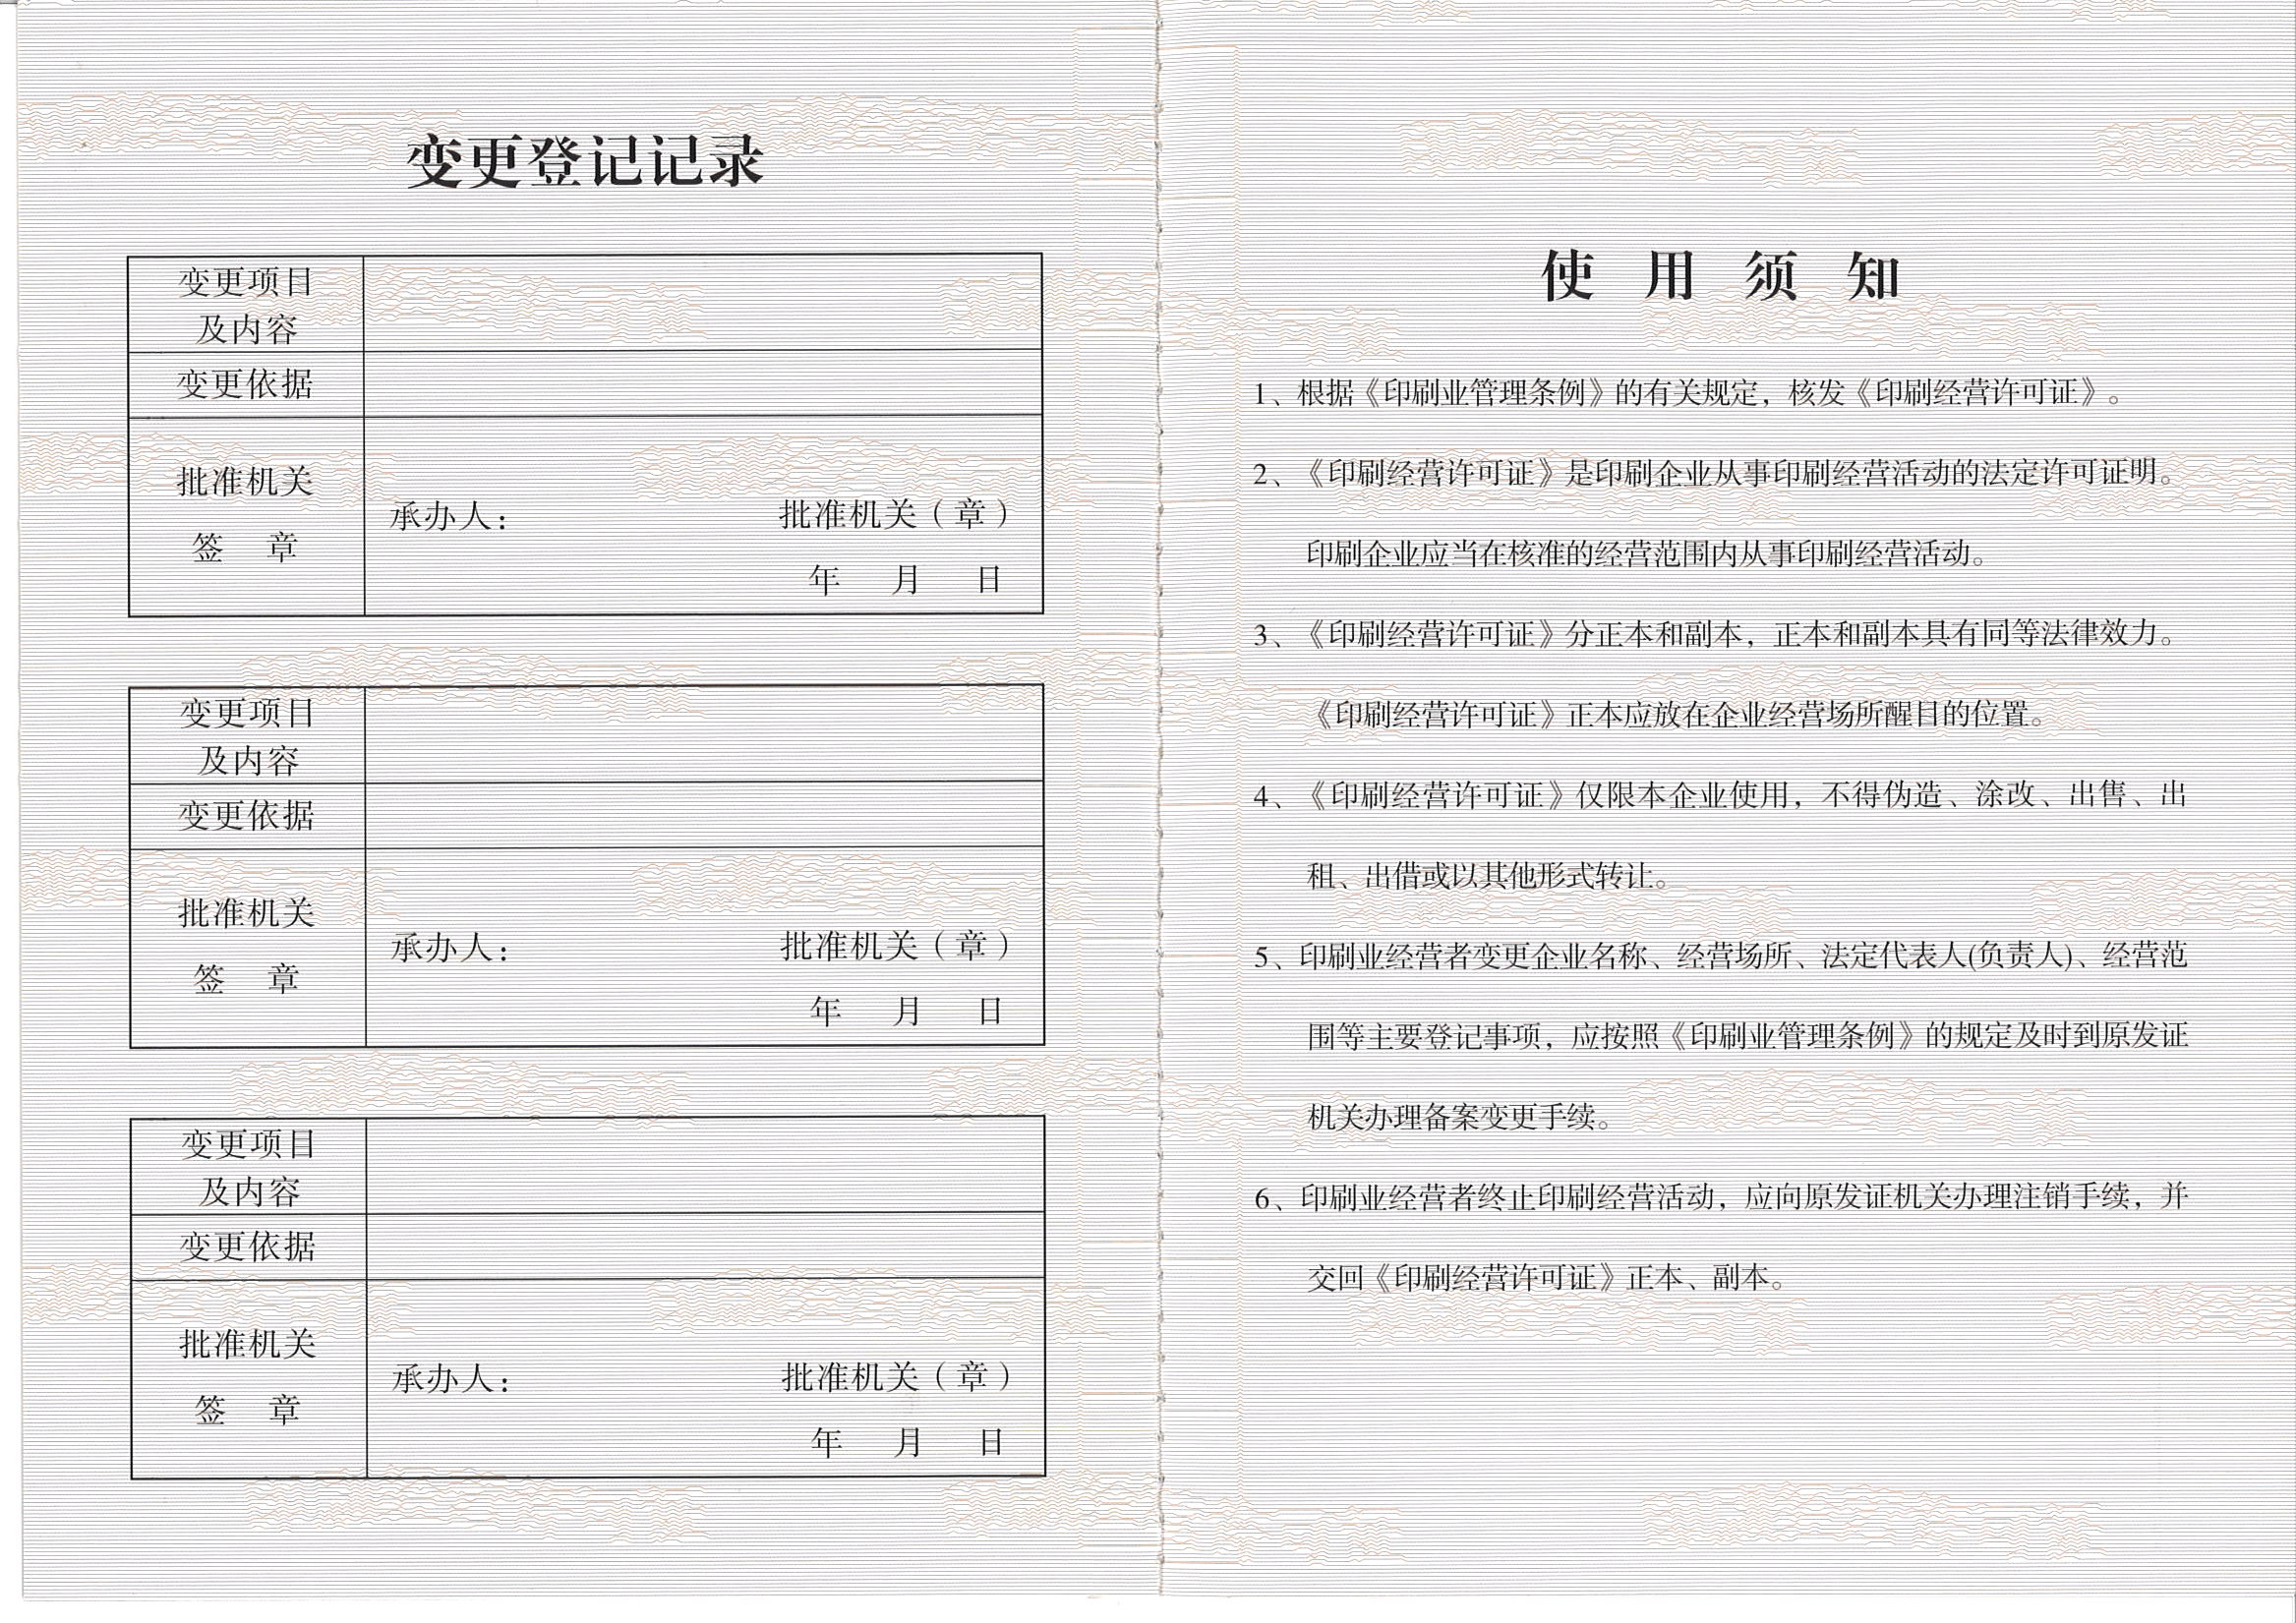 变更登记记录
变更项目
及内容
变更依据
批准机关
签 章
承办人：
批准机关（章）
年 月 日
变更项目
及内容
变更依据
批准机关
签 章
承办人：
批准机关（章）
年 月 日
变更项目
及内容
变更依据
批准机关
签 章
承办人：
批准机关（章）
年 月 日
使用须知
1、根据《印刷业管理条例》的有关规定，核发《印刷经营许可证》。
2、《印刷经营许可证》是印刷企业从事印刷经营活动的法定许可证明。
印刷企业应当在核准的经营范围内从事印刷经营活动。
3、《印刷经营许可证》分正本和副本，正本和副本具有同等法律效力。
《印刷经营许可证》正本应放在企业经营场所醒目的位置。
4、《印刷经营许可证》仅限本企业使用，不得伪造、涂改、出售、出
租、出借或以其他形式转让。
5、印刷业经营者变更企业名称、经营场所、法定代表人(负责人)、经营范
围等主要登记事项，应按照《印刷业管理条例》的规定及时到原发证
机关办理备案变更手续。
6、印刷业经营者终止印刷经营活动，应向原发证机关办理注销手续，并
交回《印刷经营许可证》正本、副本。